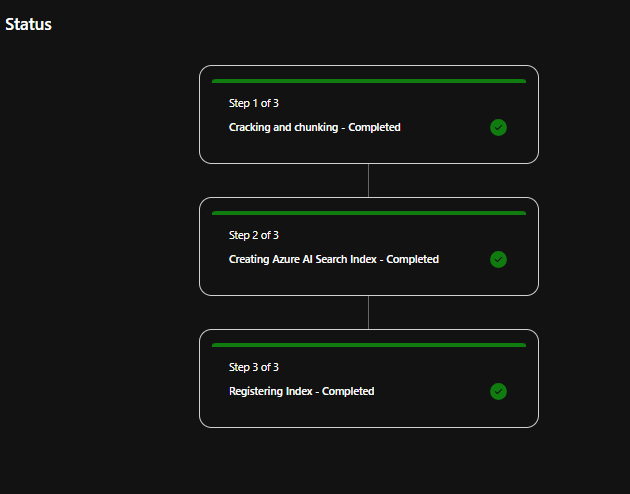 Status
Step 1 of 3
Cracking and chunking - Completed
Step 2 of 3
Creating Azure AI Search Index - Completed
Step 3 of 3
Registering Index - Completed